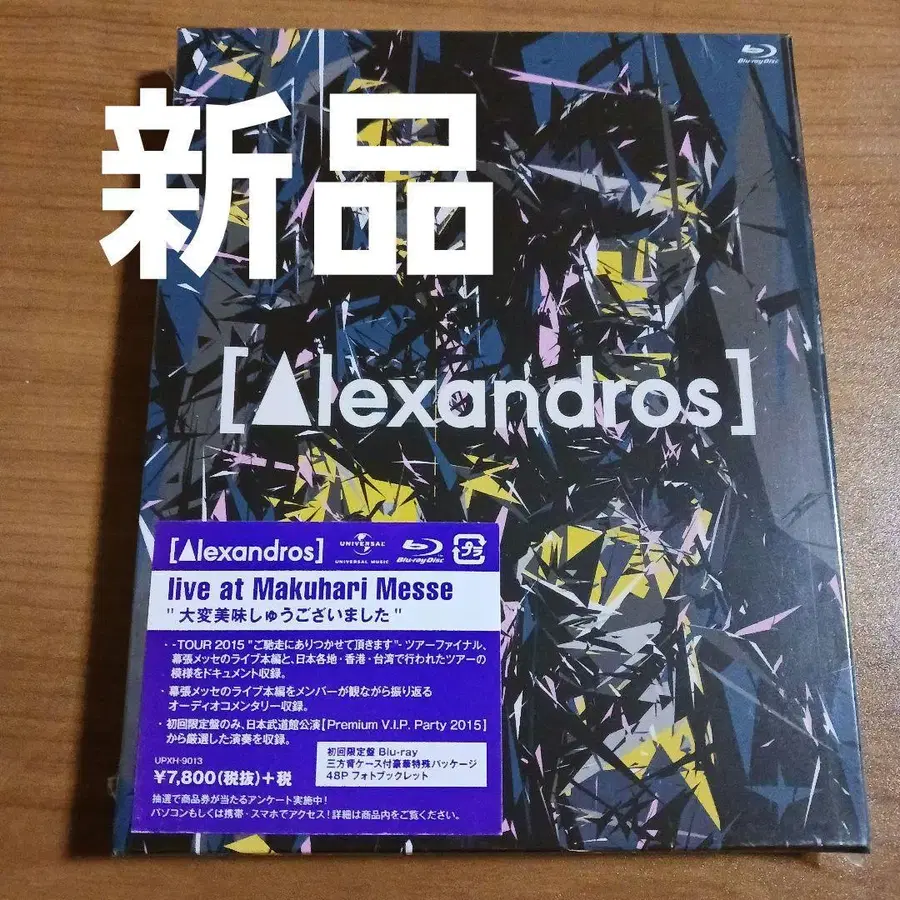 Blu-ray Disc
新品
[Alexandros]
[Alexandros] UNIVERSAL UNIVERSAL MUSIC Blu-ray Disc プラ
live at Makuhari Messe
"大変美味しゅうございました"
・-TOUR 2015 "ご馳走にありつかせて頂きます"- ツアーファイナル、
幕張メッセのライブ本編と、日本各地・香港・台湾で行われたツアーの
模様をドキュメント収録。
・幕張メッセのライブ本編をメンバーが観ながら振り返る
オーディオコメンタリー収録。
・初回限定盤のみ、日本武道館公演【Premium V.I.P. Party 2015】
から厳選した演奏を収録。
UPXH-9013
¥7,800(税抜)+税
初回限定盤 Blu-ray
三方背ケース付豪華特殊パッケージ
48P フォトブックレット
抽選で商品券が当たるアンケート実施中!
パソコンもしくは携帯・スマホでアクセス!詳細は商品内をご覧ください。